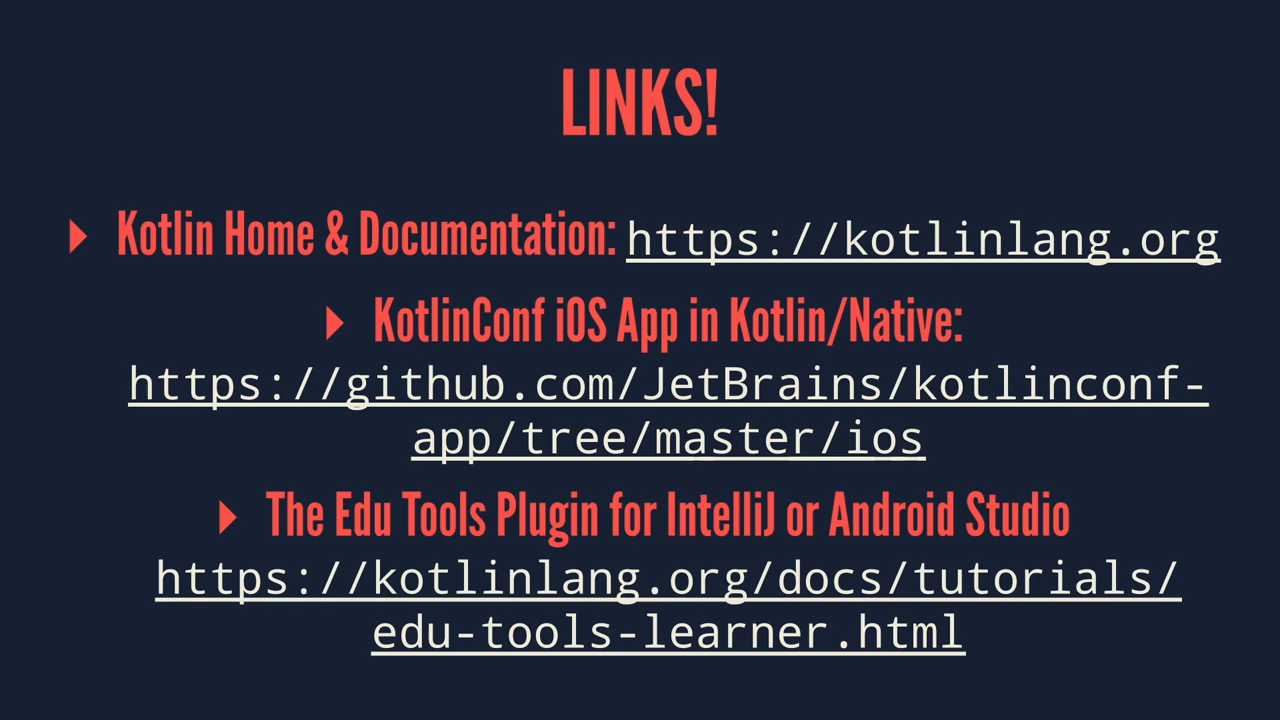 LINKS!
▸ Kotlin Home & Documentation: https://kotlinlang.org
▸ KotlinConf iOS App in Kotlin/Native:
https://github.com/JetBrains/kotlinconf-
app/tree/master/ios
▸ The Edu Tools Plugin for IntelliJ or Android Studio
https://kotlinlang.org/docs/tutorials/
edu-tools-learner.html